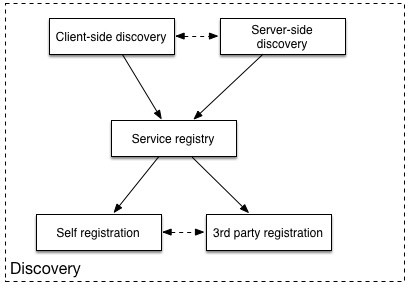 Client-side discovery
Server-side
discovery
Service registry
Self registration
3rd party registration
Discovery